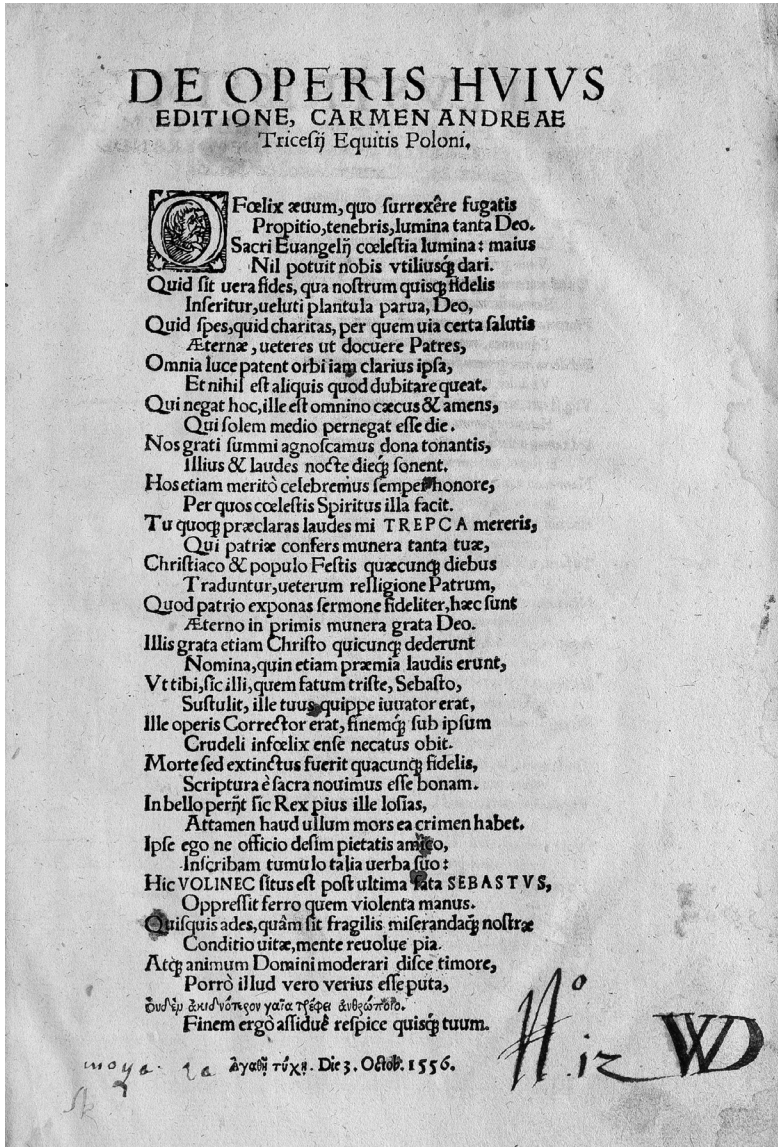 DE OPERIS HVIVS
EDITIONE, CARMEN ANDREAE
Tricesij Equitis Poloni.
O Fœlix æuum, quo ſurrexêre fugatis
Propitio, tenebris, lumina tanta Deo.
Sacri Euangelij cœleſtia lumina: maius
Nil potuit nobis vtiliusq́; dari.
Quid ſit uera fides, qua noſtrum quisq́; fidelis
Inſeritur, ueluti plantula parua, Deo,
Quid ſpes, quid charitas, per quem uia certa ſalutis
Æternæ, ueteres ut docuere Patres,
Omnia luce patent orbi iam clarius ipſa,
Et nihil eſt aliquis quod dubitare queat.
Qui negat hoc, ille eſt omnino cæcus & amens,
Qui ſolem medio pernegat eſſe die.
Nos grati ſummi agnoſcamus dona tonantis,
Illius & laudes nocte dieq́; ſonent.
Hos etiam meritò celebremus ſemper honore,
Per quos cœleſtis Spiritus illa facit.
Tu quoq́; præclaras laudes mi TREPCA mereris,
Qui patriæ confers munera tanta tuæ,
Chriſtiaco & populo Feſtis quæcunq́; diebus
Traduntur, ueterum relligione Patrum,
Quod patrio exponas ſermone fideliter, hæc ſunt
Æterno in primis munera grata Deo.
Illis grata etiam Chriſto quicunq́; dederunt
Nomina, quin etiam præmia laudis erunt,
Vt tibi, ſic illi, quem fatum triſte, Sebaſto,
Suſtulit, ille tuus quippe iuuator erat,
Ille operis Corrector erat, finemq́; ſub ipſum
Crudeli infœlix enſe necatus obit.
Morte ſed extinctus fuerit quacunq́; fidelis,
Scriptura è ſacra nouimus eſſe bonam.
In bello perijt ſic Rex pius ille Ioſias,
Attamen haud ullum mors ea crimen habet.
Ipſe ego ne officio deſim pietatis amico,
Inſcribam tumulo talia uerba ſuo:
Hic VOLINEC ſitus eſt poſt ultima fata SEBASTVS,
Oppreſſit ferro quem violenta manus.
Quiſquis ades, quâm ſit fragilis miſerandaq́; noſtræ
Conditio uitæ, mente reuolue pia.
Atq́; animum Domini moderari diſce timore,
Porrò illud vero verius eſſe puta,
Οὐδὲν ἀκιδνότερον γαῖα τρέφει ἀνθρώποιο.
Finem ergò aſſiduè reſpice quisq́; tuum.
ἀγαθῇ τύχῃ. Die 3. Octob. 1556.
moya
12 WD